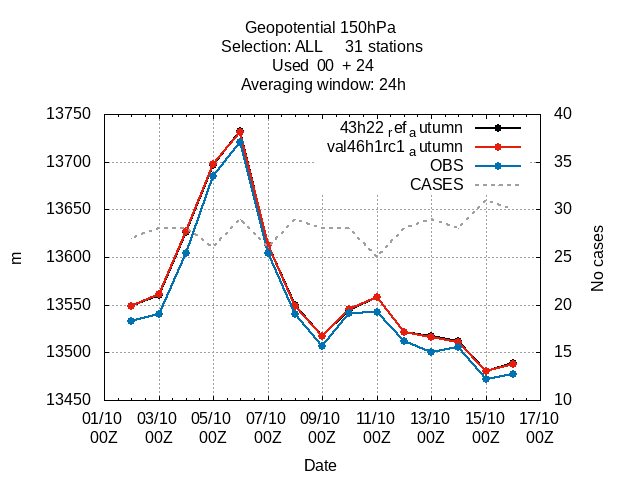 Geopotential 150hPa
Selection: ALL     31 stations
Used  00  + 24
Averaging window: 24h
13750
13700
13650
13600
13550
13500
13450
m
40
35
30
25
20
15
10
No cases
43h22 refa utumn
val46h1rc1 a utumn
OBS
CASES
01/10 03/10 05/10 07/10 09/10 11/10 13/10 15/10 17/10
00Z 00Z 00Z 00Z 00Z 00Z 00Z 00Z 00Z
Date